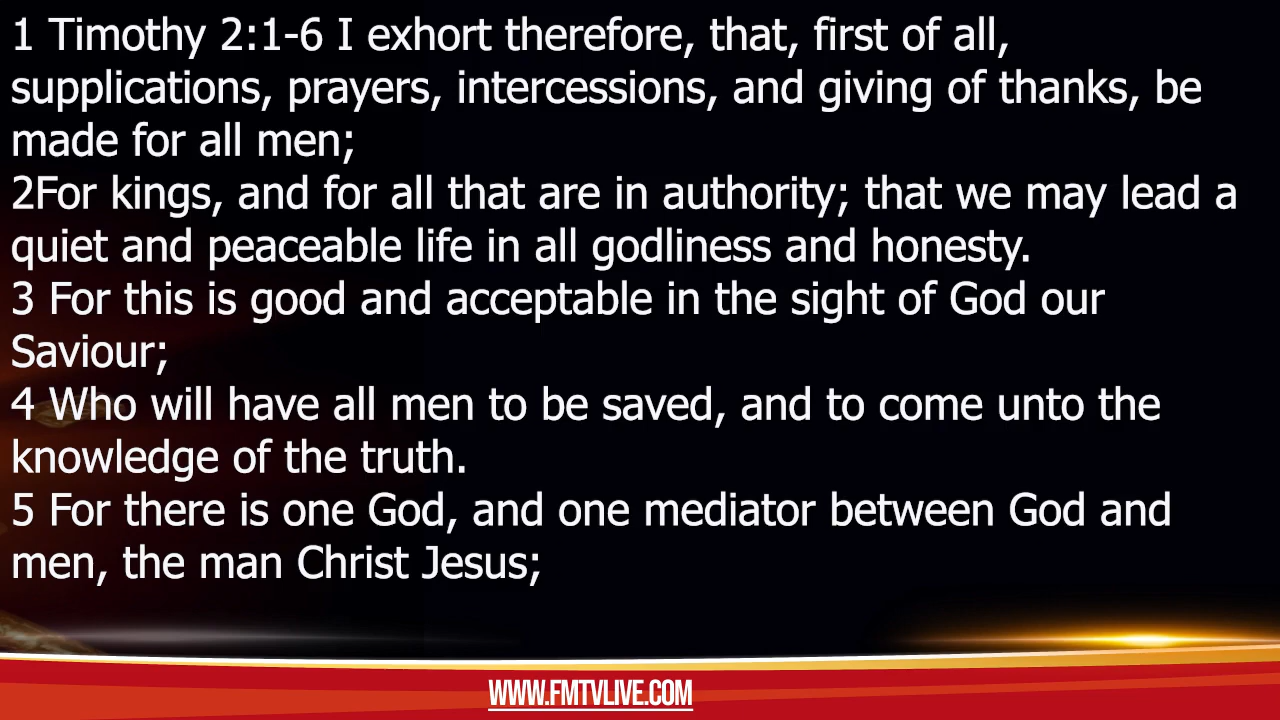 1 Timothy 2:1-6 I exhort therefore, that, first of all,
supplications, prayers, intercessions, and giving of thanks, be
made for all men;
2For kings, and for all that are in authority; that we may lead a
quiet and peaceable life in all godliness and honesty.
3 For this is good and acceptable in the sight of God our
Saviour;
4 Who will have all men to be saved, and to come unto the
knowledge of the truth.
5 For there is one God, and one mediator between God and
men, the man Christ Jesus;
WWW.FMTVLIVE.COM